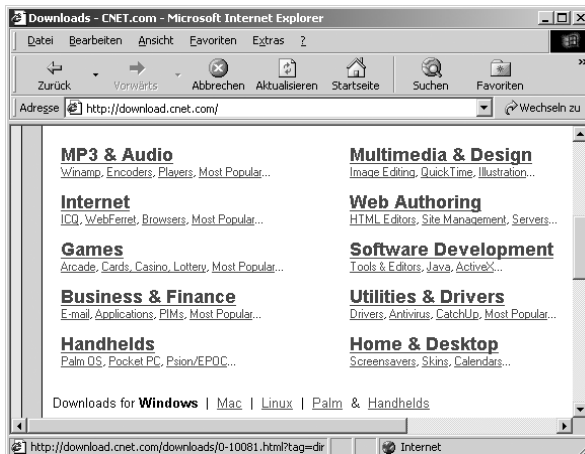 Downloads - CNET.com - Microsoft Internet Explorer
Datei Bearbeiten Ansicht Favoriten Extras ?
Zurück Vorwärts Abbrechen Aktualisieren Startseite Suchen Favoriten »
Adresse http://download.cnet.com/ Wechseln zu
MP3 & Audio
Winamp, Encoders, Players, Most Popular...
Multimedia & Design
Image Editing, QuickTime, Illustration...
Internet
ICQ, WebFerret, Browsers, Most Popular...
Web Authoring
HTML Editors, Site Management, Servers...
Games
Arcade, Cards, Casino, Lottery, Most Popular...
Software Development
Tools & Editors, Java, ActiveX...
Business & Finance
E-mail, Applications, PIMs, Most Popular...
Utilities & Drivers
Drivers, Antivirus, CatchUp, Most Popular...
Handhelds
Palm OS, Pocket PC, Psion/EPOC...
Home & Desktop
Screensavers, Skins, Calendars...
Downloads for Windows | Mac | Linux | Palm & Handhelds
http://download.cnet.com/downloads/0-10081.html?tag=dir Internet